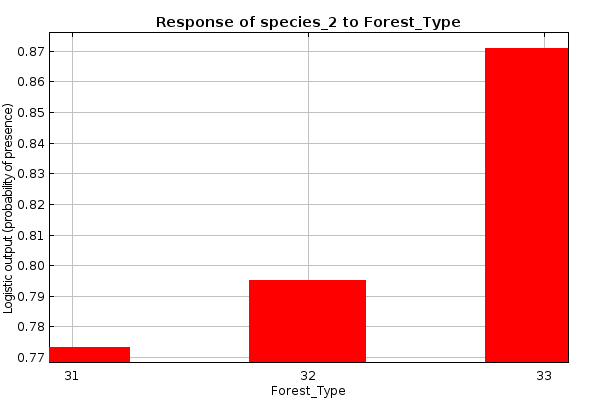 Response of species_2 to Forest_Type
Logistic output (probability of presence)
0.87
0.86
0.85
0.84
0.83
0.82
0.81
0.80
0.79
0.78
0.77
31 32 33
Forest_Type